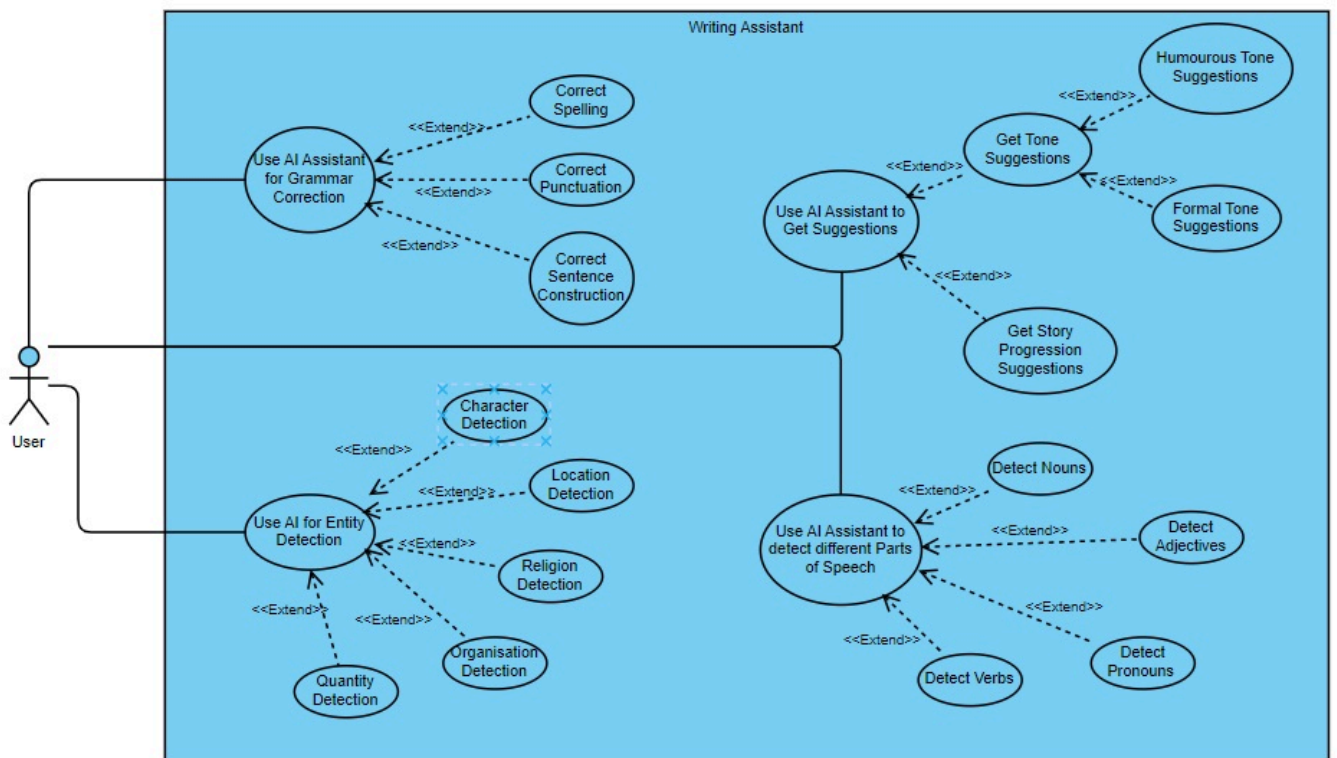 Writing Assistant
Use AI Assistant
for Grammar
Correction
<<Extend>>
Correct
Spelling
<<Extend>>
Correct
Punctuation
<<Extend>>
Correct
Sentence
Construction
Use AI Assistant to
Get Suggestions
<<Extend>>
Get Tone
Suggestions
<<Extend>>
Humourous Tone
Suggestions
<<Extend>>
Formal Tone
Suggestions
<<Extend>>
Get Story
Progression
Suggestions
User
Use AI for Entity
Detection
<<Extend>>
Character
Detection
<<Extend>>
Location
Detection
<<Extend>>
Religion
Detection
<<Extend>>
Organisation
Detection
<<Extend>>
Quantity
Detection
Use AI Assistant to
detect different Parts
of Speech
<<Extend>>
Detect Nouns
<<Extend>>
Detect
Adjectives
<<Extend>>
Detect
Pronouns
<<Extend>>
Detect Verbs